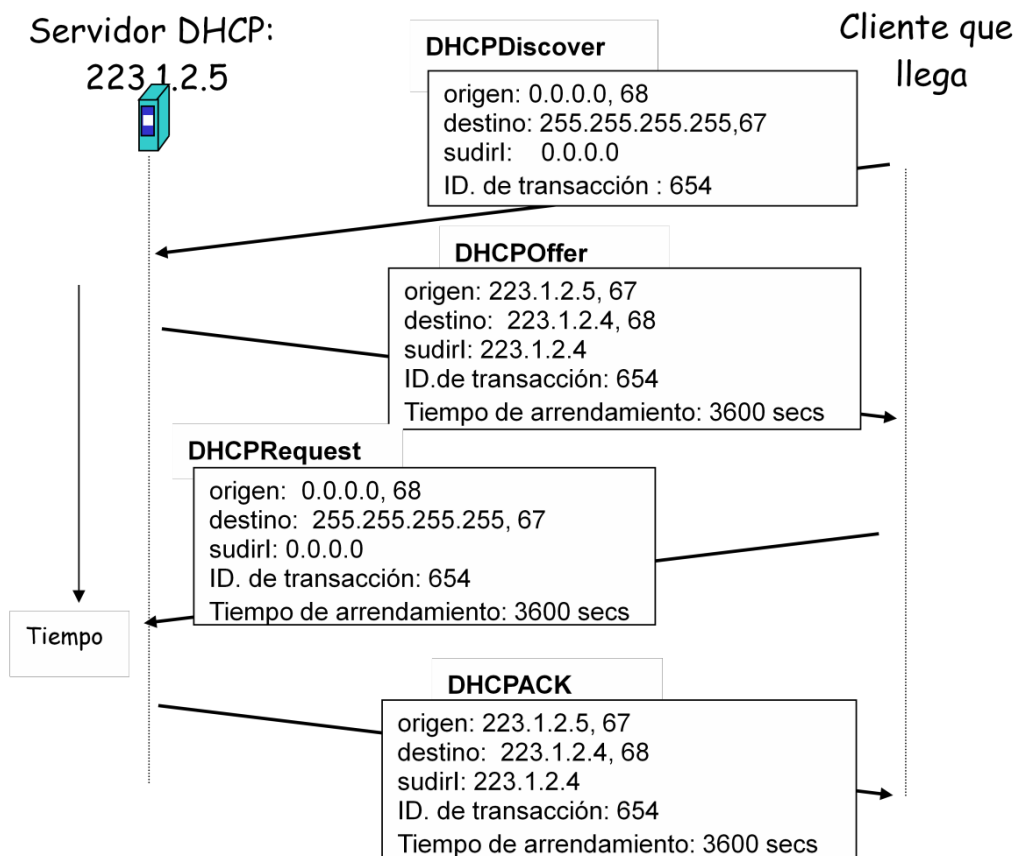 Servidor DHCP:
223.1.2.5
Cliente que
llega
DHCPDiscover
origen: 0.0.0.0, 68
destino: 255.255.255.255,67
sudirI: 0.0.0.0
ID. de transacción : 654
DHCPOffer
origen: 223.1.2.5, 67
destino: 223.1.2.4, 68
sudirI: 223.1.2.4
ID.de transacción: 654
Tiempo de arrendamiento: 3600 secs
DHCPRequest
origen: 0.0.0.0, 68
destino: 255.255.255.255, 67
sudirI: 0.0.0.0
ID. de transacción: 654
Tiempo de arrendamiento: 3600 secs
Tiempo
DHCPACK
origen: 223.1.2.5, 67
destino: 223.1.2.4, 68
sudirI: 223.1.2.4
ID. de transacción: 654
Tiempo de arrendamiento: 3600 secs